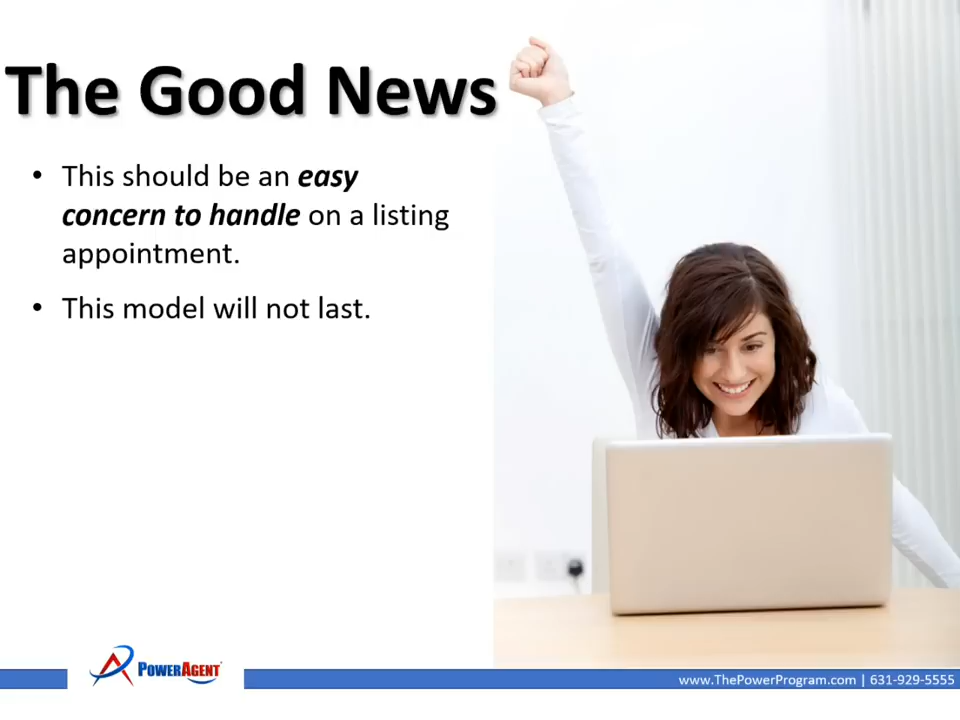 The Good News
• This should be an easy
concern to handle on a listing
appointment.
• This model will not last.
POWERAGENT
www.ThePowerProgram.com | 631-929-5555